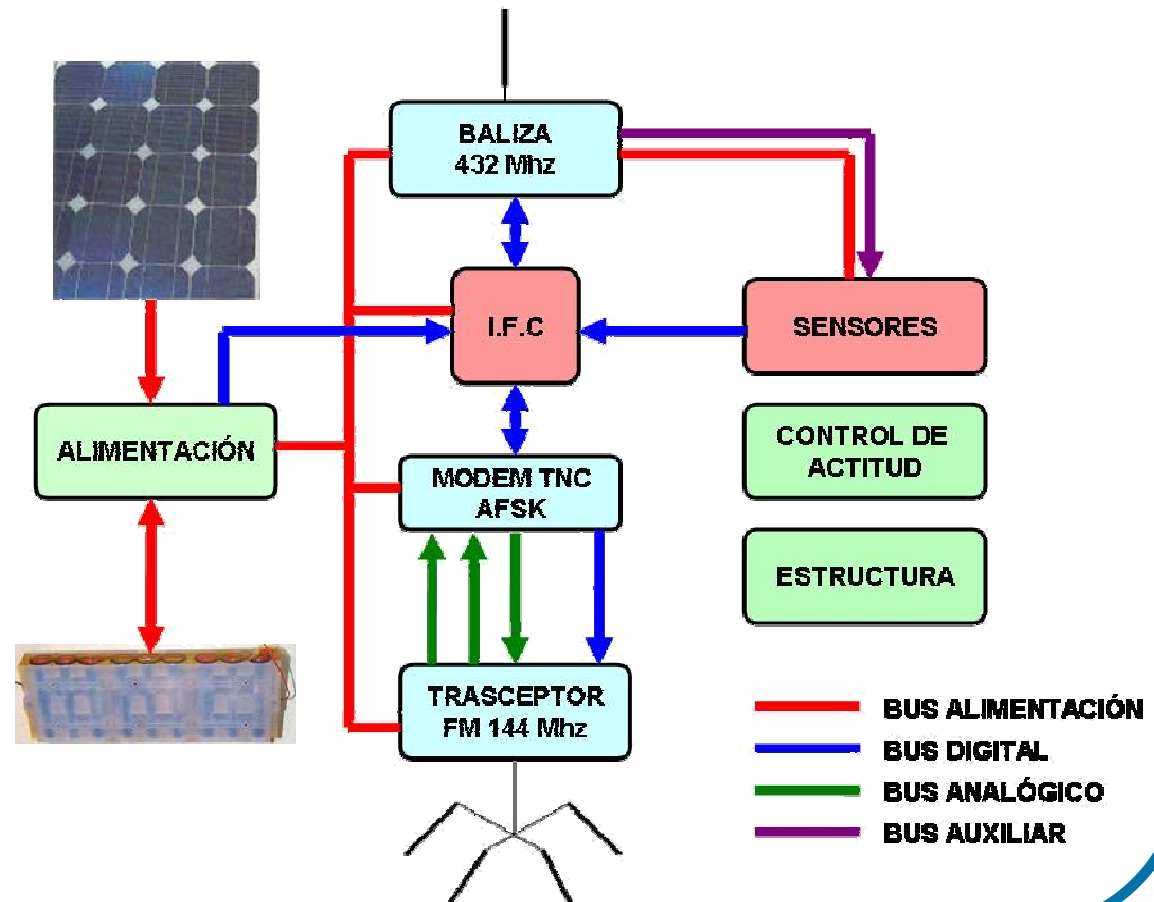 BALIZA
432 Mhz
I.F.C
SENSORES
ALIMENTACIÓN
CONTROL DE
ACTITUD
MODEM TNC
AFSK
ESTRUCTURA
TRASCEPTOR
FM 144 Mhz
BUS ALIMENTACIÓN
BUS DIGITAL
BUS ANALÓGICO
BUS AUXILIAR